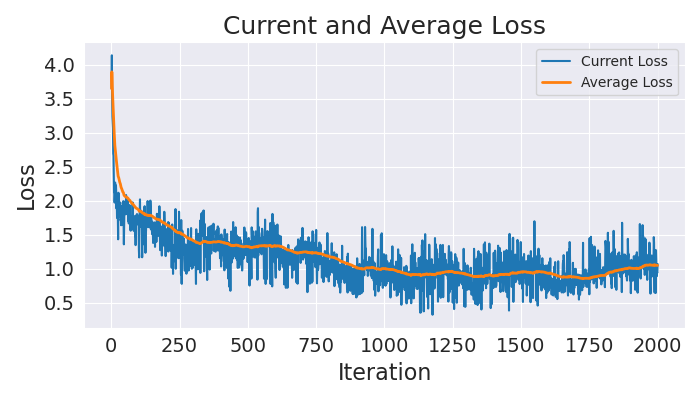 Current and Average Loss
Current Loss
Average Loss
Loss
4.0
3.5
3.0
2.5
2.0
1.5
1.0
0.5
0 250 500 750 1000 1250 1500 1750 2000
Iteration